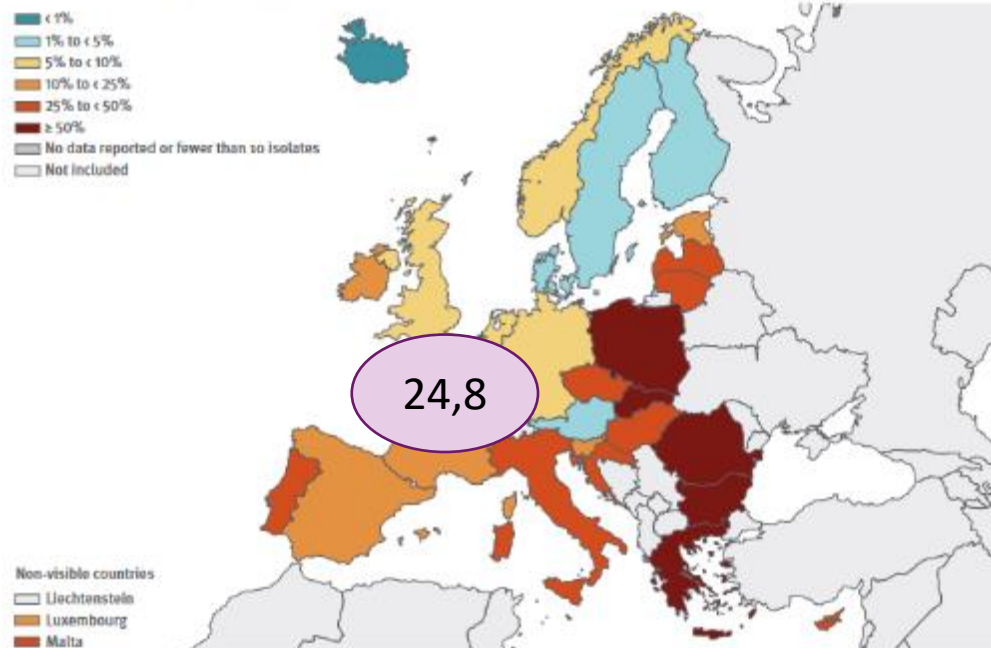 < 1%
1% to < 5%
5% to < 10%
10% to < 25%
25% to < 50%
≥ 50%
No data reported or fewer than 10 isolates
Not included
24,8
Non-visible countries
Liechtenstein
Luxembourg
Malta